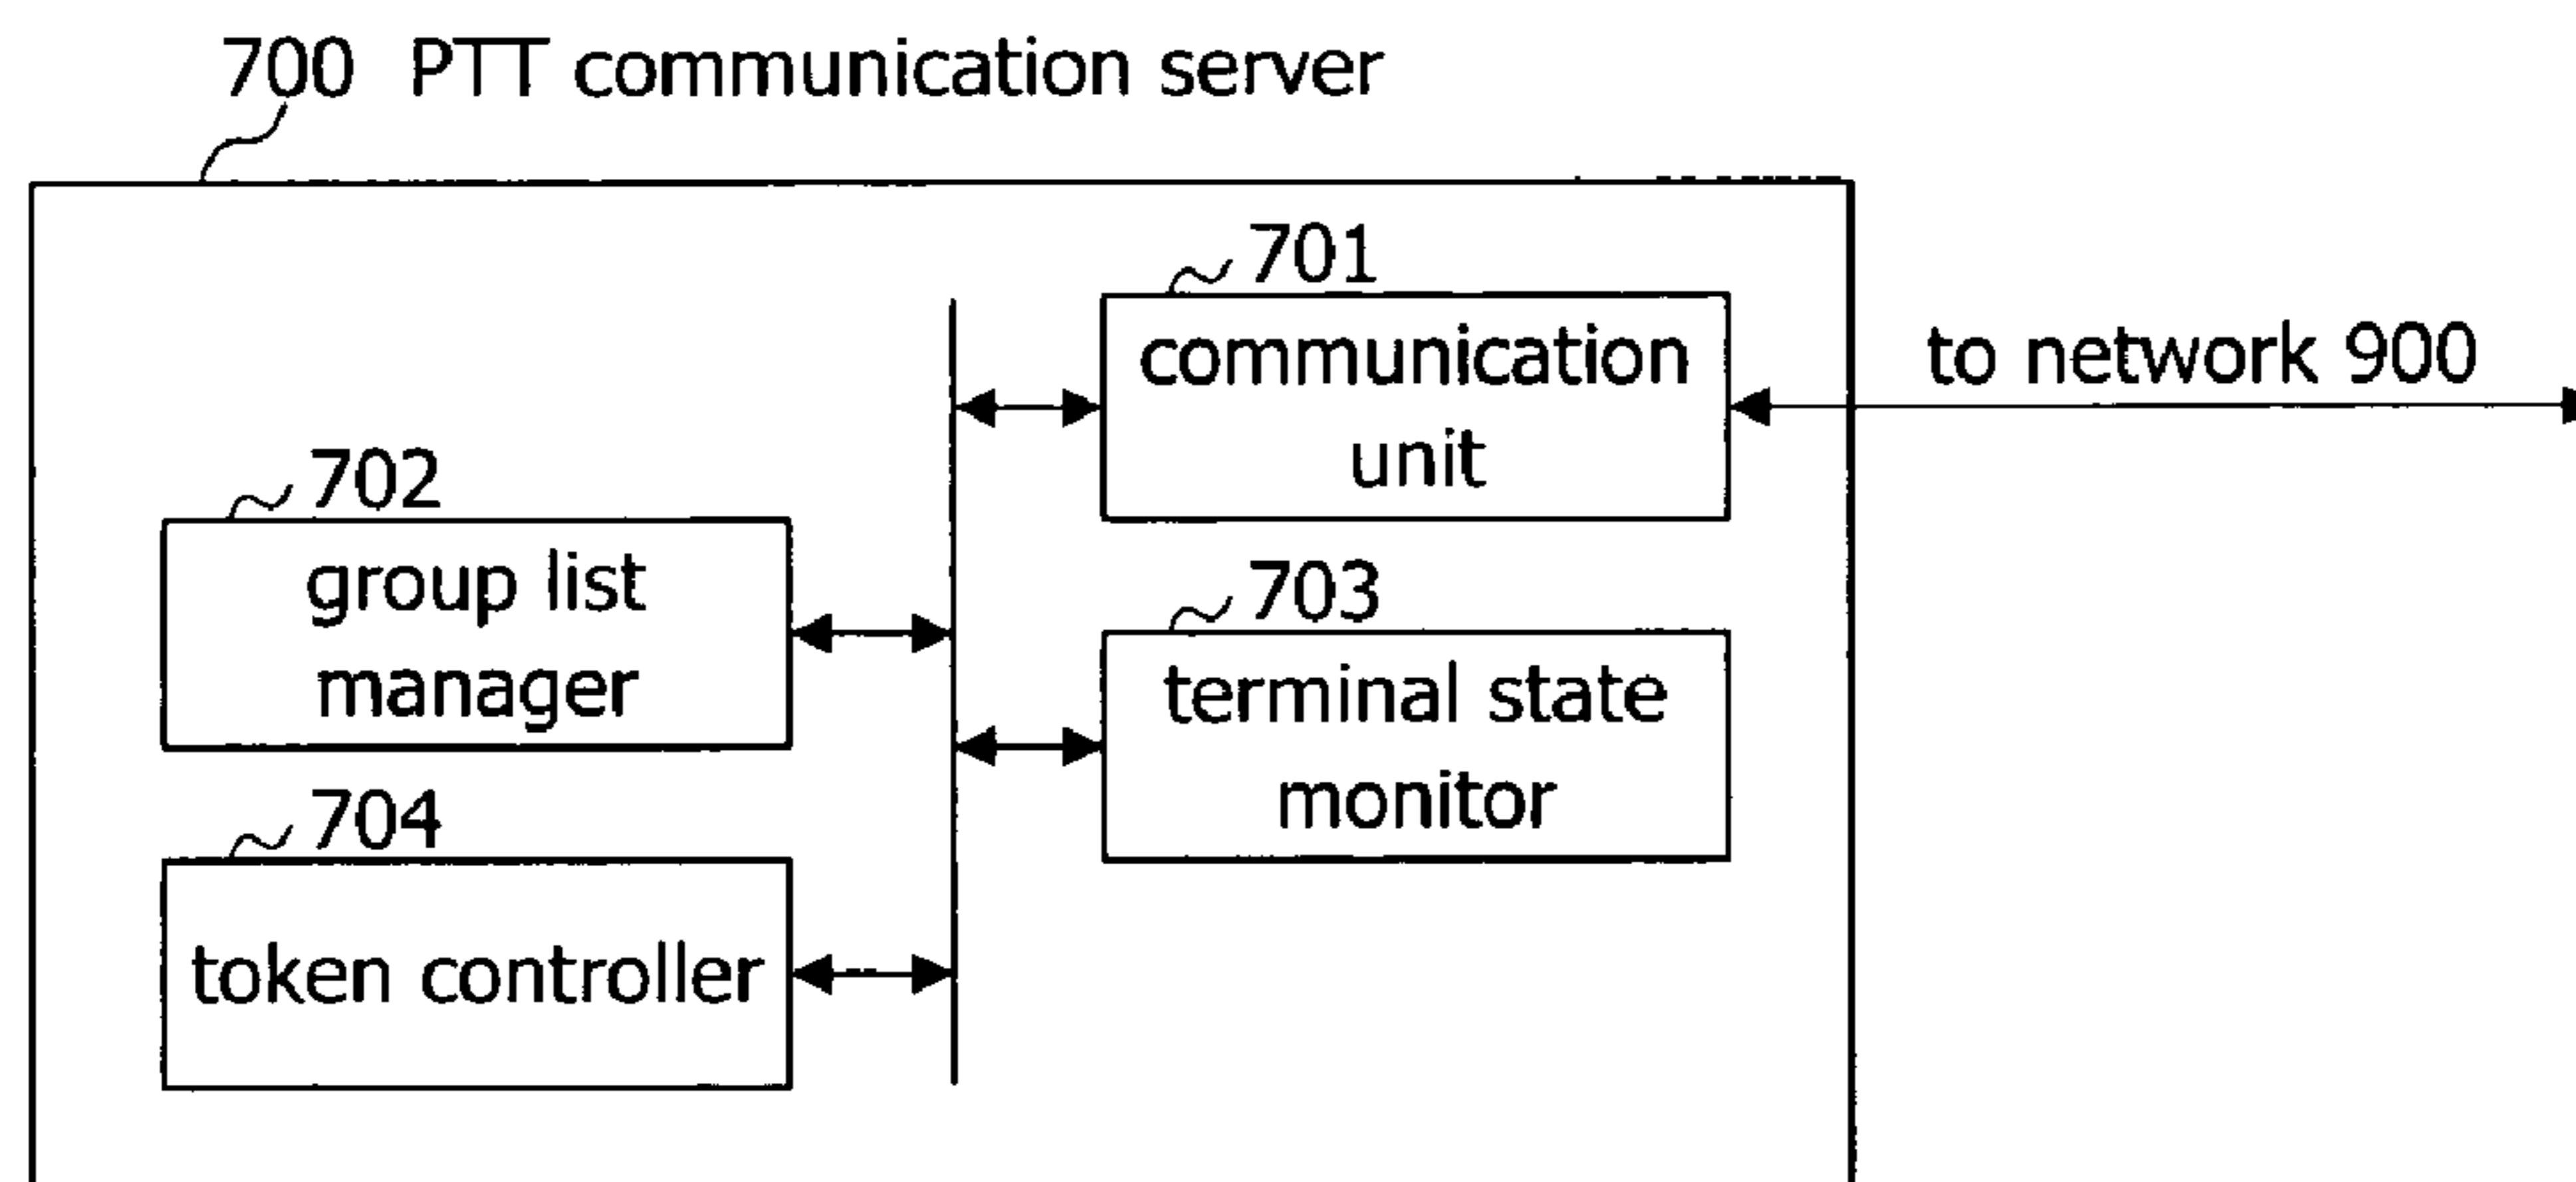 700 PTT communication server
701
communication
unit
to network 900
702
group list
manager
703
terminal state
monitor
704
token controller